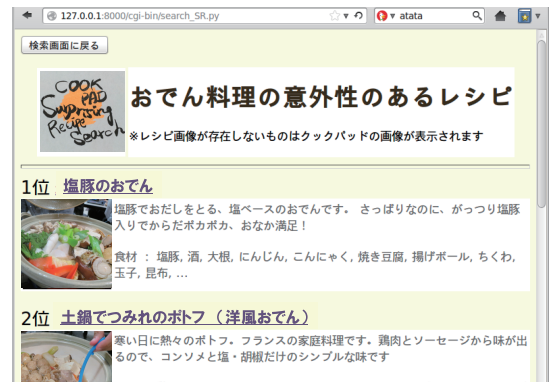 127.0.0.1:8000/cgi-bin/search_SR.py
atata
検索画面に戻る
COOK
PAD
Surprising
Recipe
Search
おでん料理の意外性のあるレシピ
※レシピ画像が存在しないものはクックパッドの画像が表示されます
1位 塩豚のおでん
塩豚でおだしをとる、塩ベースのおでんです。 さっぱりなのに、がっつり塩豚
入りでからだポカポカ、おなか満足！
食材 : 塩豚, 酒, 大根, にんじん, こんにゃく, 焼き豆腐, 揚げボール, ちくわ,
玉子, 昆布, ...
2位 土鍋でつみれのポトフ（洋風おでん）
寒い日に熱々のポトフ。フランスの家庭料理です。鶏肉とソーセージから味が出
るので、コンソメと塩・胡椒だけのシンプルな味です